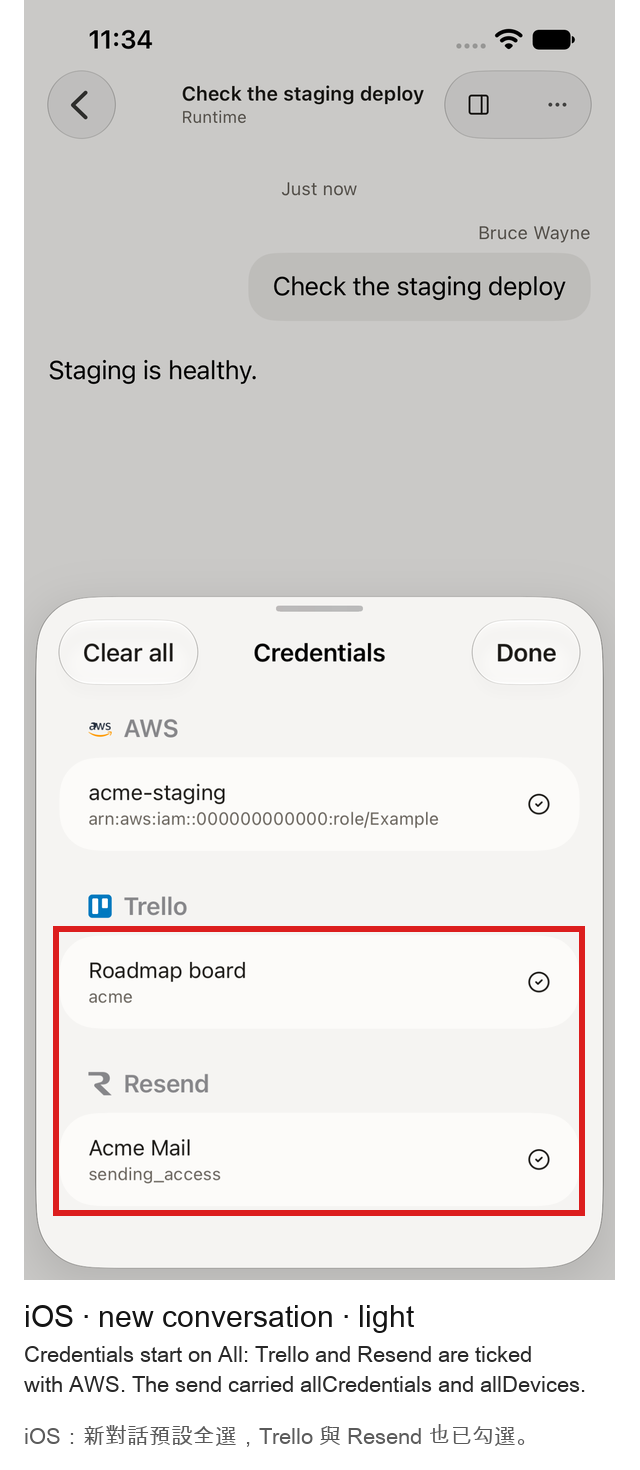 11:34
Check the staging deploy
Runtime
Just now
Bruce Wayne
Check the staging deploy
Staging is healthy.
Clear all
Credentials
Done
aws AWS
acme-staging
arn:aws:iam::000000000000:role/Example
Trello
Roadmap board
acme
Resend
Acme Mail
sending_access
iOS · new conversation · light
Credentials start on All: Trello and Resend are ticked
with AWS. The send carried allCredentials and allDevices.
iOS：新對話預設全選，Trello 與 Resend 也已勾選。